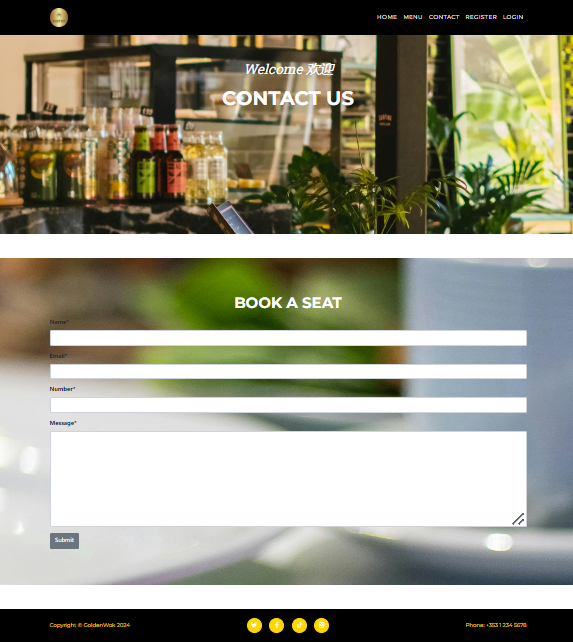 HOME MENU CONTACT REGISTER LOGIN
Welcome 欢迎
CONTACT US
BOOK A SEAT
Name*
Email*
Number*
Message*
Submit
Copyright © GoldenWok 2024
Phone: +353 1 234 5678